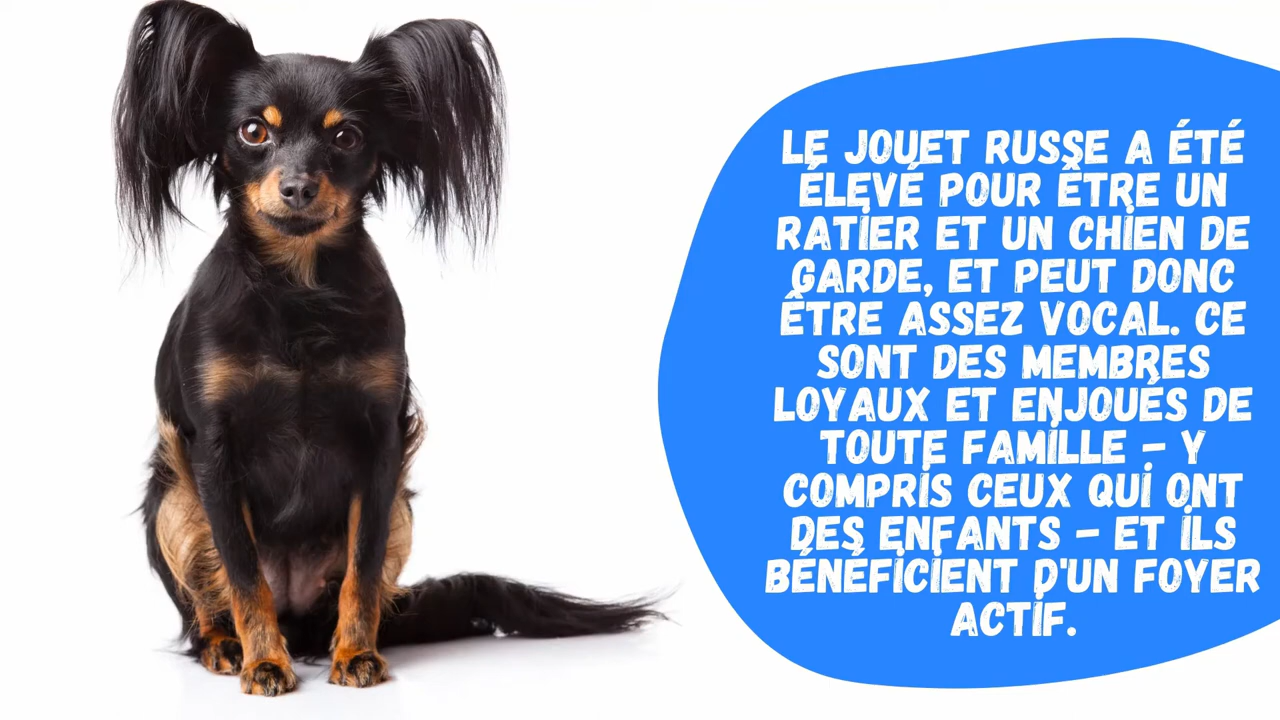 LE JOUET RUSSE A ÉTÉ
ÉLEVÉ POUR ÊTRE UN
RATIER ET UN CHIEN DE
GARDE, ET PEUT DONC
ÊTRE ASSEZ VOCAL. CE
SONT DES MEMBRES
LOYAUX ET ENJOUÉS DE
TOUTE FAMILLE – Y
COMPRIS CEUX QUI ONT
DES ENFANTS – ET ILS
BÉNÉFICIENT D'UN FOYER
ACTIF.